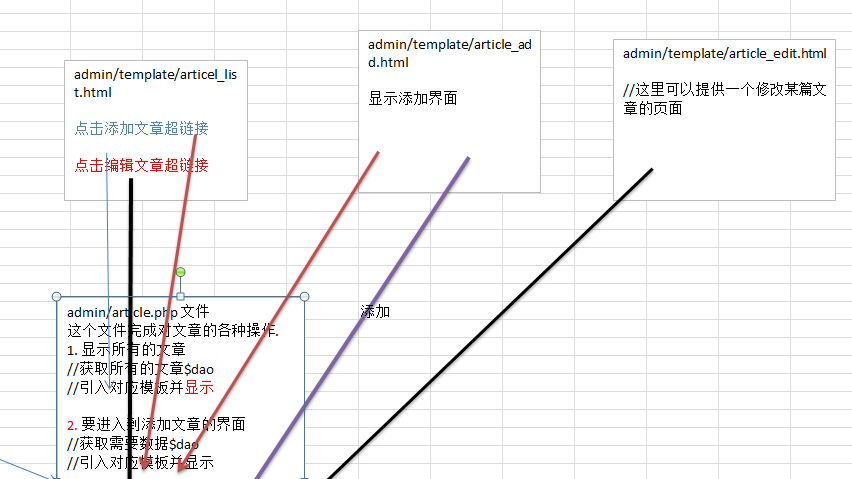 admin/template/articel_lis
t.html
点击添加文章超链接
点击编辑文章超链接
admin/template/article_ad
d.html
显示添加界面
admin/template/article_edit.html
//这里可以提供一个修改某篇文
章的页面
添加
admin/article.php 文件
这个文件完成对文章的各种操作.
1. 显示所有的文章
//获取所有的文章$dao
//引入对应模板并显示
2. 要进入到添加文章的界面
//获取需要数据$dao
//引入对应模板并显示